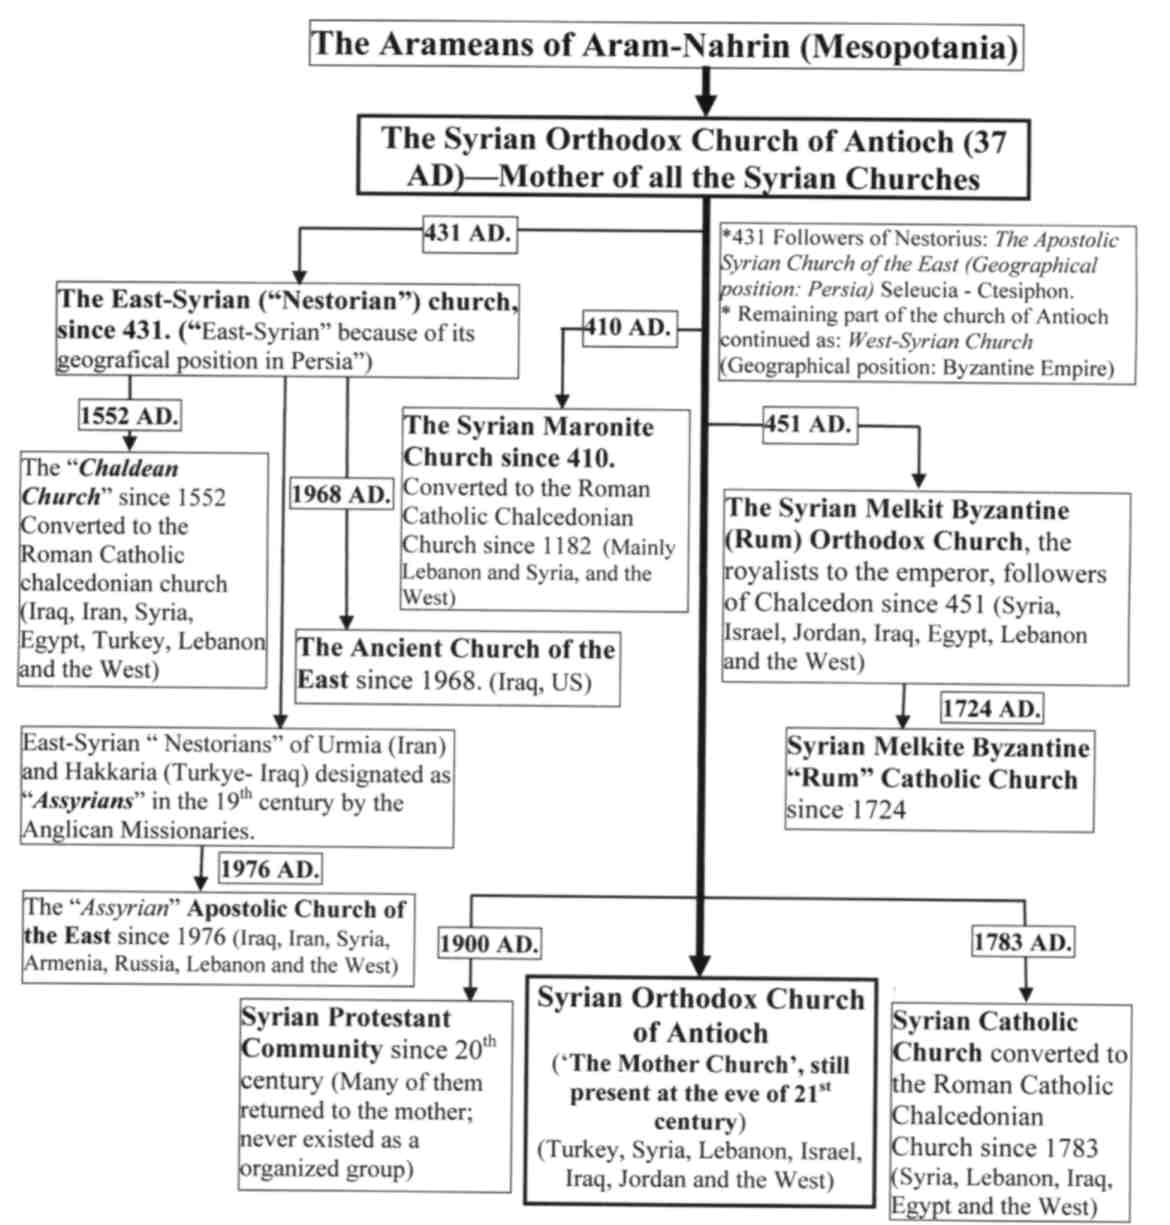 The Arameans of Aram-Nahrin (Mesopotania)
The Syrian Orthodox Church of Antioch (37
AD)—Mother of all the Syrian Churches
431 AD.
*431 Followers of Nestorius: The Apostolic
Syrian Church of the East (Geographical
position: Persia) Seleucia - Ctesiphon.
* Remaining part of the church of Antioch
continued as: West-Syrian Church
(Geographical position: Byzantine Empire)
The East-Syrian (“Nestorian”) church,
since 431. (“East-Syrian” because of its
geografical position in Persia”)
410 AD.
1552 AD.
The “Chaldean
Church” since 1552
Converted to the
Roman Catholic
chalcedonian church
(Iraq, Iran, Syria,
Egypt, Turkey, Lebanon
and the West)
1968 AD.
The Syrian Maronite
Church since 410.
Converted to the Roman
Catholic Chalcedonian
Church since 1182 (Mainly
Lebanon and Syria, and the
West)
451 AD.
The Syrian Melkit Byzantine
(Rum) Orthodox Church, the
royalists to the emperor, followers
of Chalcedon since 451 (Syria,
Israel, Jordan, Iraq, Egypt, Lebanon
and the West)
The Ancient Church of the
East since 1968. (Iraq, US)
1724 AD.
Syrian Melkite Byzantine
“Rum” Catholic Church
since 1724
East-Syrian “ Nestorians” of Urmia (Iran)
and Hakkaria (Turkye- Iraq) designated as
“Assyrians” in the 19th century by the
Anglican Missionaries.
1976 AD.
The “Assyrian” Apostolic Church of
the East since 1976 (Iraq, Iran, Syria,
Armenia, Russia, Lebanon and the West)
1900 AD.
1783 AD.
Syrian Protestant
Community since 20th
century (Many of them
returned to the mother;
never existed as a
organized group)
Syrian Orthodox Church
of Antioch
(‘The Mother Church’, still
present at the eve of 21st
century)
(Turkey, Syria, Lebanon, Israel,
Iraq, Jordan and the West)
Syrian Catholic
Church converted to
the Roman Catholic
Chalcedonian
Church since 1783
(Syria, Lebanon, Iraq,
Egypt and the West)